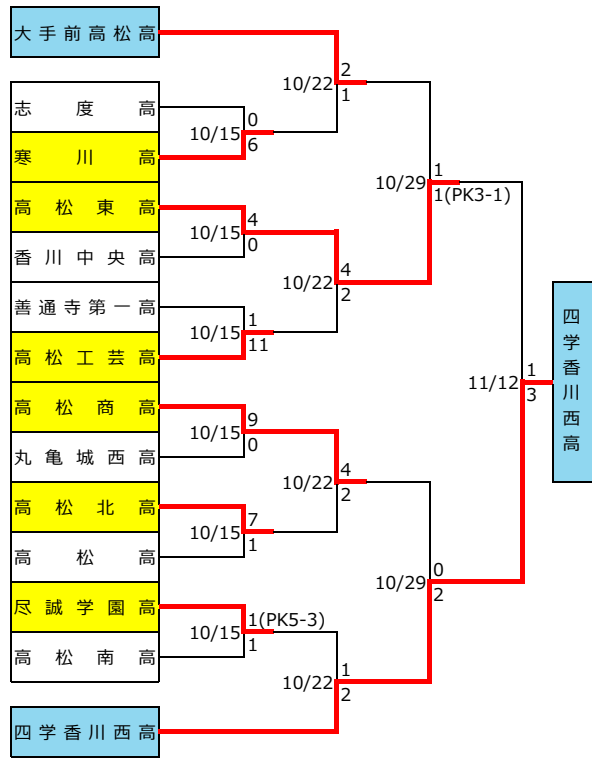 大手前高松高
志度高
寒川高
高松東高
香川中央高
善通寺第一高
高松工芸高
高松商高
丸亀城西高
高松北高
高松高
尽誠学園高
高松南高
四学香川西高
10/15
0
6
10/15
4
0
10/15
1
11
10/15
9
0
10/15
7
1
10/15
1(PK5-3)
1
10/22
2
1
10/22
4
2
10/22
4
2
10/22
1
2
10/29
1
1(PK3-1)
10/29
0
2
11/12
1
3
四学香川西高